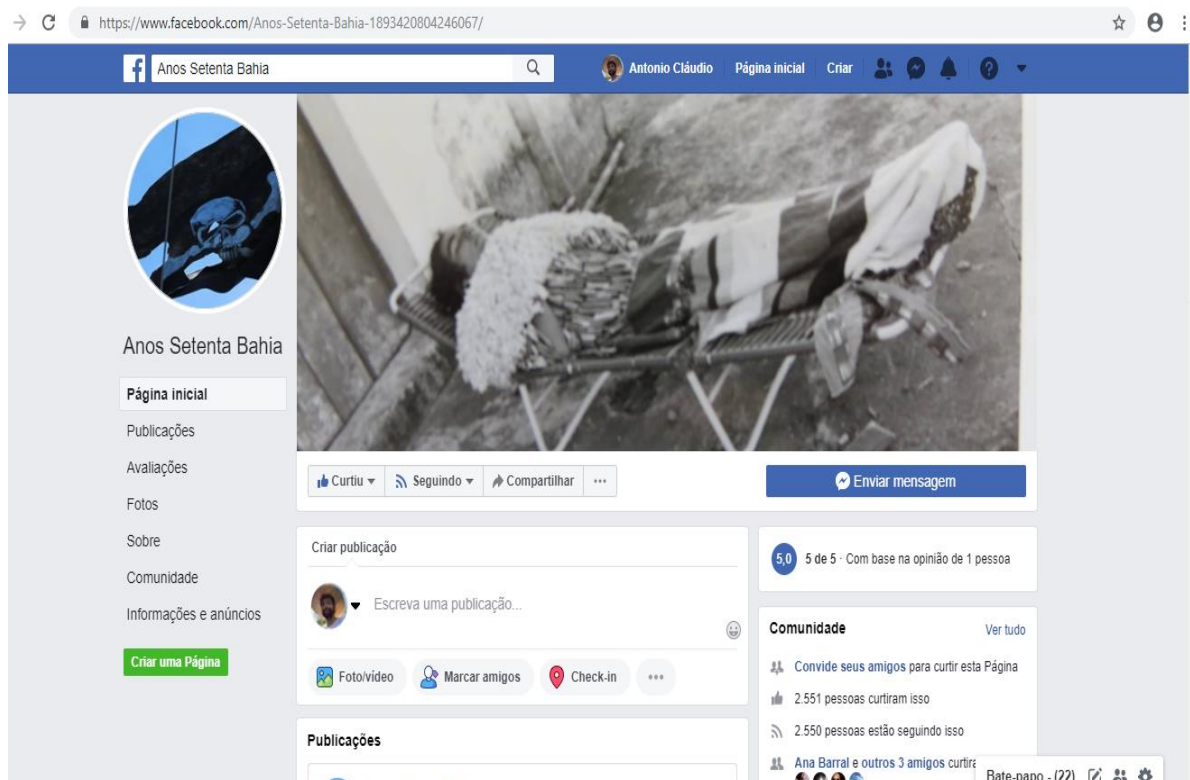 https://www.facebook.com/Anos-Setenta-Bahia-1893420804246067/
f Anos Setenta Bahia
Antonio Cláudio Página inicial Criar
Anos Setenta Bahia
Página inicial
Publicações
Avaliações
Fotos
Sobre
Comunidade
Informações e anúncios
Criar uma Página
Curtiu Seguindo Compartilhar ...
Enviar mensagem
Criar publicação
Escreva uma publicação...
Foto/vídeo Marcar amigos Check-in
Publicações
5,0 5 de 5 · Com base na opinião de 1 pessoa
Comunidade Ver tudo
Convide seus amigos para curtir esta Página
2.551 pessoas curtiram isso
2.550 pessoas estão seguindo isso
Ana Barral e outros 3 amigos
Bate-papo - (22)